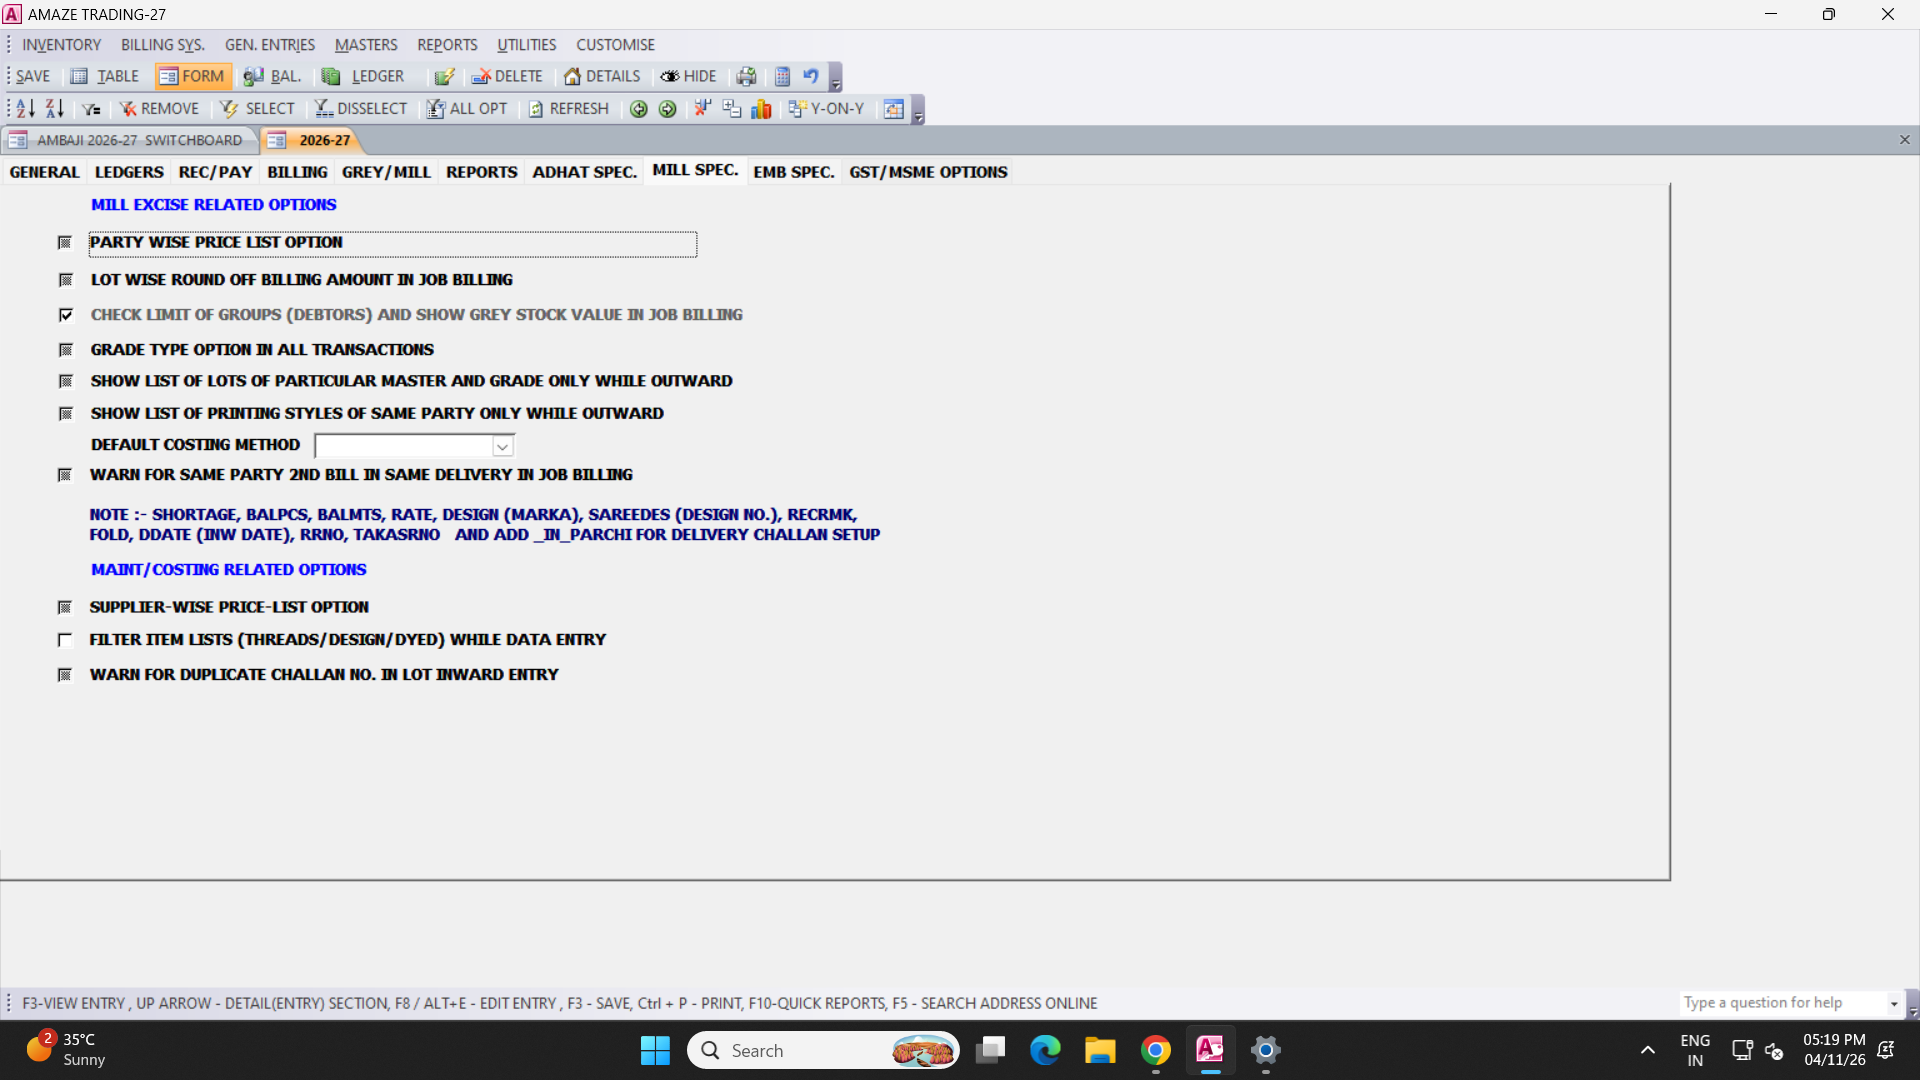 AMAZE TRADING-27
INVENTORY BILLING SYS. GEN. ENTRIES MASTERS REPORTS UTILITIES CUSTOMISE
SAVE TABLE FORM BAL. LEDGER DELETE DETAILS HIDE
REMOVE SELECT DISSELECT ALL OPT REFRESH Y-ON-Y
AMBAJI 2026-27 SWITCHBOARD 2026-27
GENERAL LEDGERS REC/PAY BILLING GREY/MILL REPORTS ADHAT SPEC. MILL SPEC. EMB SPEC. GST/MSME OPTIONS
MILL EXCISE RELATED OPTIONS
PARTY WISE PRICE LIST OPTION
LOT WISE ROUND OFF BILLING AMOUNT IN JOB BILLING
CHECK LIMIT OF GROUPS (DEBTORS) AND SHOW GREY STOCK VALUE IN JOB BILLING
GRADE TYPE OPTION IN ALL TRANSACTIONS
SHOW LIST OF LOTS OF PARTICULAR MASTER AND GRADE ONLY WHILE OUTWARD
SHOW LIST OF PRINTING STYLES OF SAME PARTY ONLY WHILE OUTWARD
DEFAULT COSTING METHOD
WARN FOR SAME PARTY 2ND BILL IN SAME DELIVERY IN JOB BILLING
NOTE :- SHORTAGE, BALPCS, BALMTS, RATE, DESIGN (MARKA), SAREEDES (DESIGN NO.), RECRMK,
FOLD, DDATE (INW DATE), RRNO, TAKASRNO AND ADD _IN_PARCHI FOR DELIVERY CHALLAN SETUP
MAINT/COSTING RELATED OPTIONS
SUPPLIER-WISE PRICE-LIST OPTION
FILTER ITEM LISTS (THREADS/DESIGN/DYED) WHILE DATA ENTRY
WARN FOR DUPLICATE CHALLAN NO. IN LOT INWARD ENTRY
F3-VIEW ENTRY , UP ARROW - DETAIL(ENTRY) SECTION, F8 / ALT+E - EDIT ENTRY , F3 - SAVE, Ctrl + P - PRINT, F10-QUICK REPORTS, F5 - SEARCH ADDRESS ONLINE
Type a question for help
2
35°C
Sunny
Search
ENG
IN
05:19 PM
04/11/26